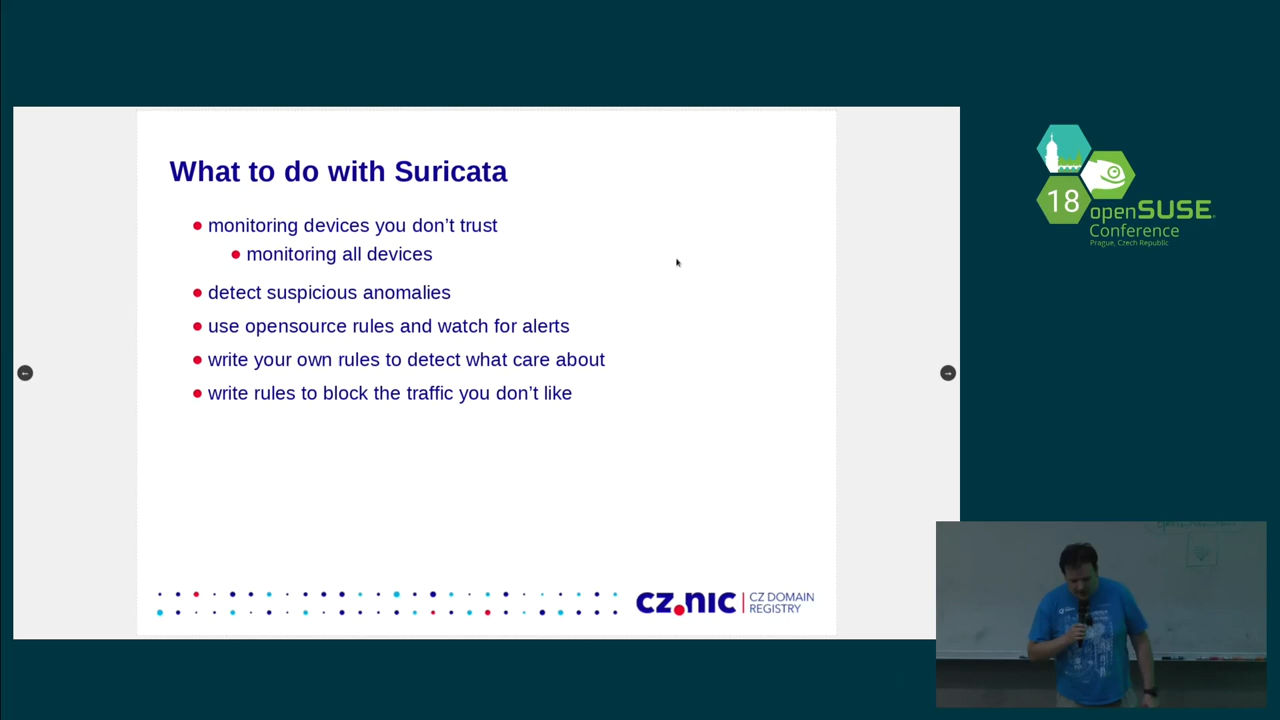 What to do with Suricata
monitoring devices you don't trust
monitoring all devices
detect suspicious anomalies
use opensource rules and watch for alerts
write your own rules to detect what care about
write rules to block the traffic you don't like
CZ.NIC
CZ DOMAIN
REGISTRY
18
openSUSE
Conference
Prague, Czech Republic